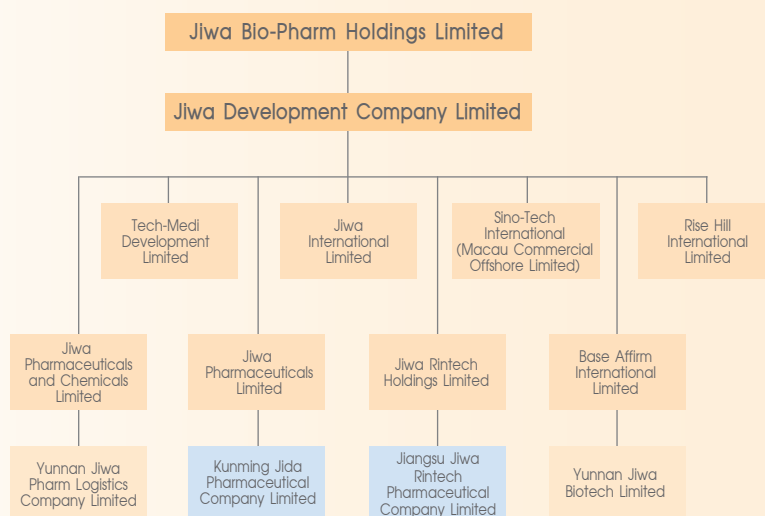 Jiwa Bio-Pharm Holdings Limited
Jiwa Development Company Limited
Tech-Medi
Development
Limited
Jiwa
International
Limited
Sino-Tech
International
(Macau Commercial
Offshore Limited)
Rise Hill
International
Limited
Jiwa
Pharmaceuticals
and Chemicals
Limited
Jiwa
Pharmaceuticals
Limited
Jiwa Rintech
Holdings Limited
Base Affirm
International
Limited
Yunnan Jiwa
Pharm Logistics
Company Limited
Kunming Jida
Pharmaceutical
Company Limited
Jiangsu Jiwa
Rintech
Pharmaceutical
Company Limited
Yunnan Jiwa
Biotech Limited